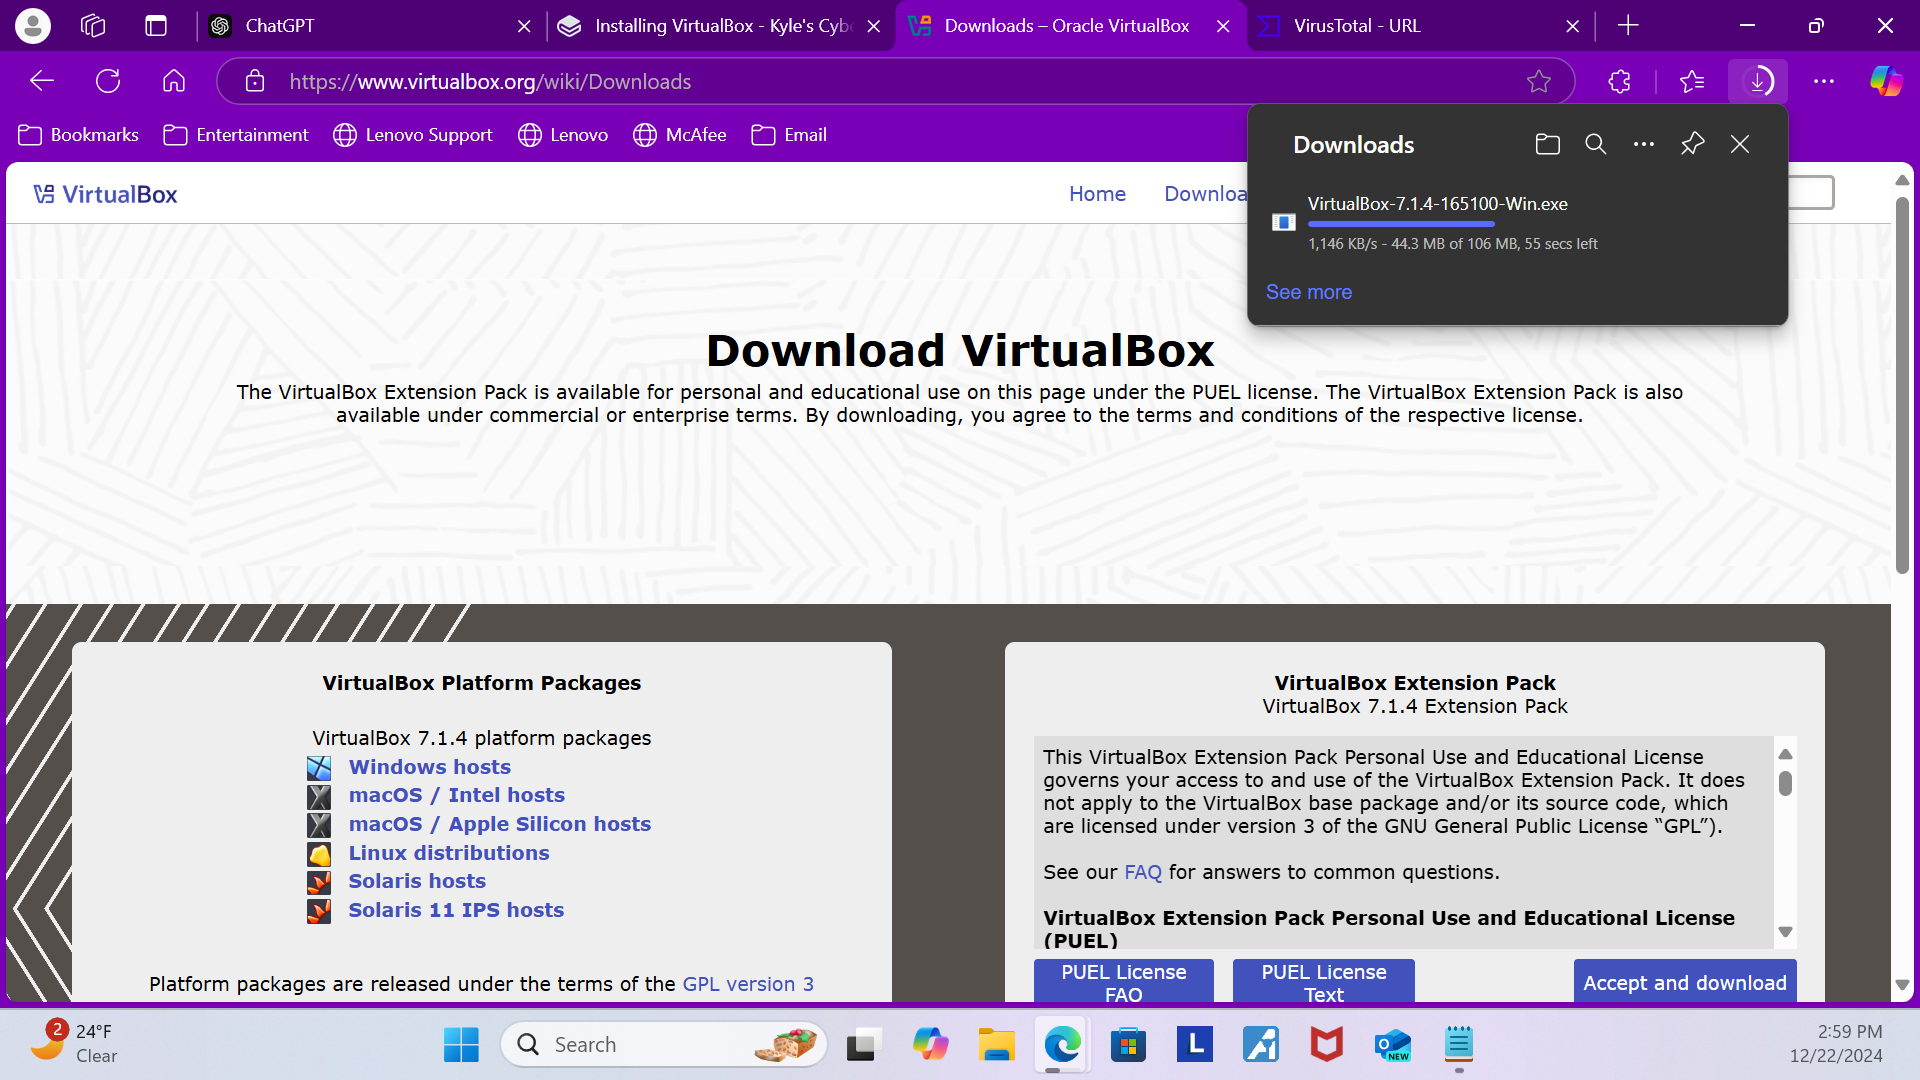 ChatGPT
Installing VirtualBox - Kyle's Cybe
Downloads – Oracle VirtualBox
VirusTotal - URL
https://www.virtualbox.org/wiki/Downloads
Bookmarks
Entertainment
Lenovo Support
Lenovo
McAfee
Email
Downloads
VirtualBox-7.1.4-165100-Win.exe
1,146 KB/s - 44.3 MB of 106 MB, 55 secs left
See more
VirtualBox
Home
Downloa
Download VirtualBox
The VirtualBox Extension Pack is available for personal and educational use on this page under the PUEL license. The VirtualBox Extension Pack is also
available under commercial or enterprise terms. By downloading, you agree to the terms and conditions of the respective license.
VirtualBox Platform Packages
VirtualBox 7.1.4 platform packages
Windows hosts
macOS / Intel hosts
macOS / Apple Silicon hosts
Linux distributions
Solaris hosts
Solaris 11 IPS hosts
Platform packages are released under the terms of the GPL version 3
VirtualBox Extension Pack
VirtualBox 7.1.4 Extension Pack
This VirtualBox Extension Pack Personal Use and Educational License
governs your access to and use of the VirtualBox Extension Pack. It does
not apply to the VirtualBox base package and/or its source code, which
are licensed under version 3 of the GNU General Public License “GPL”).
See our FAQ for answers to common questions.
VirtualBox Extension Pack Personal Use and Educational License
(PUEL)
PUEL License
FAQ
PUEL License
Text
Accept and download
2
24°F
Clear
Search
L
O
NEW
2:59 PM
12/22/2024